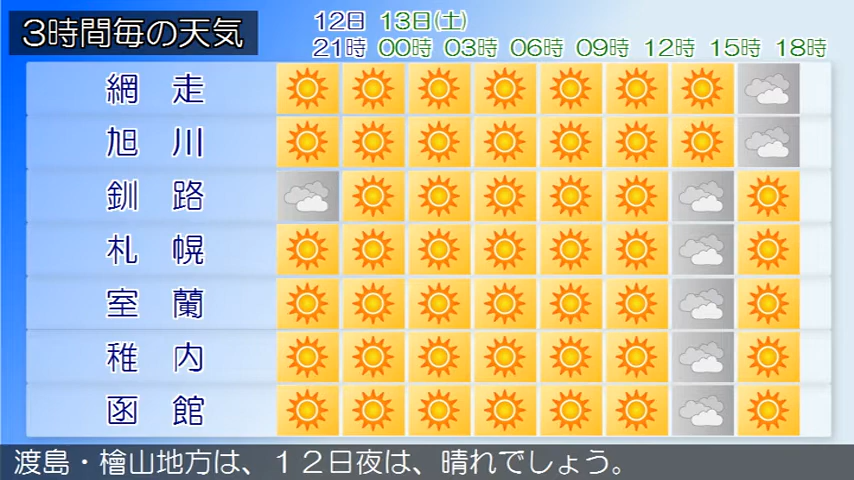 3時間毎の天気
12日 13日(土)
21時 00時 03時 06時 09時 12時 15時 18時
網走
旭川
釧路
札幌
室蘭
稚内
函館
渡島・檜山地方は、１２日夜は、晴れでしょう。